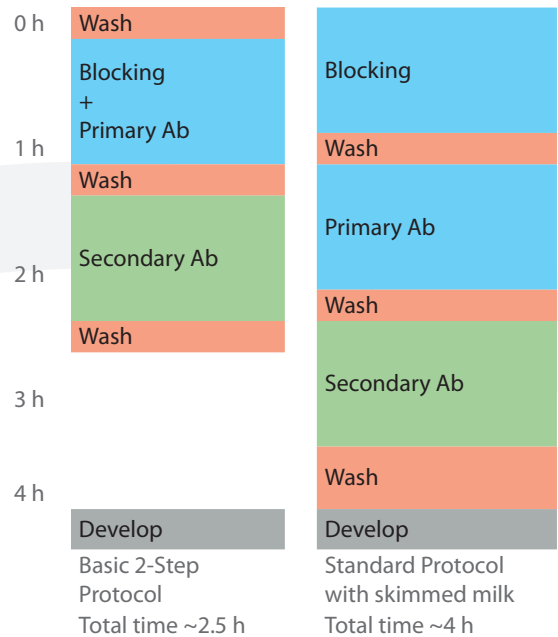 0 h
1 h
2 h
3 h
4 h
Wash
Blocking
+
Primary Ab
Wash
Secondary Ab
Wash
Develop
Basic 2-Step
Protocol
Total time ~2.5 h
Blocking
Wash
Primary Ab
Wash
Secondary Ab
Wash
Develop
Standard Protocol
with skimmed milk
Total time ~4 h